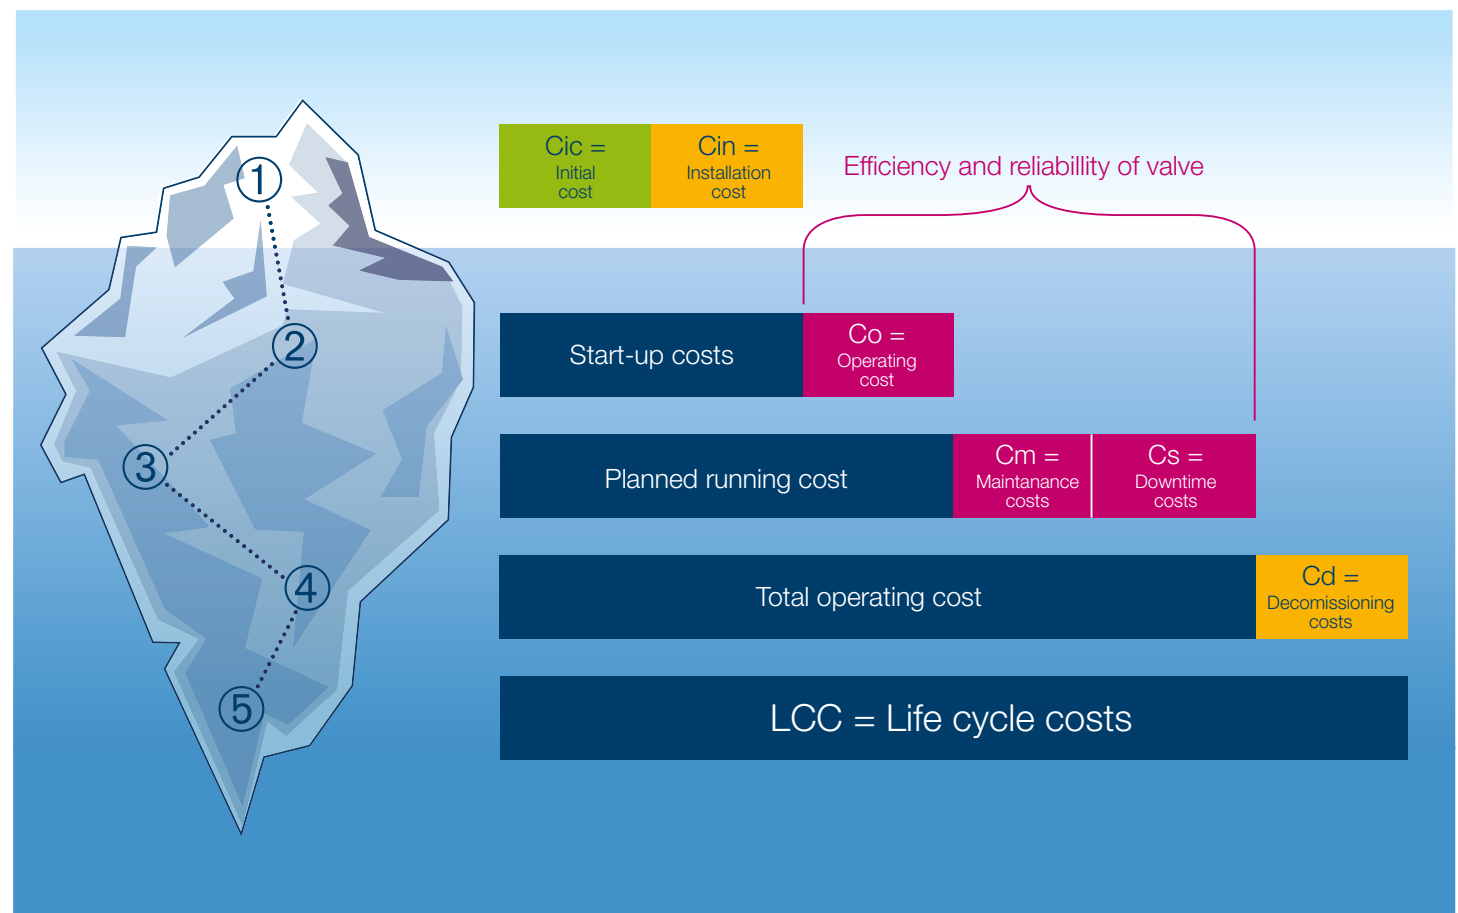 1
Cic =
Initial
cost
Cin =
Installation
cost
Efficiency and reliabillity of valve
2
Start-up costs
Co =
Operating
cost
3
Planned running cost
Cm =
Maintanance
costs
Cs =
Downtime
costs
4
Total operating cost
Cd =
Decomissioning
costs
5
LCC = Life cycle costs